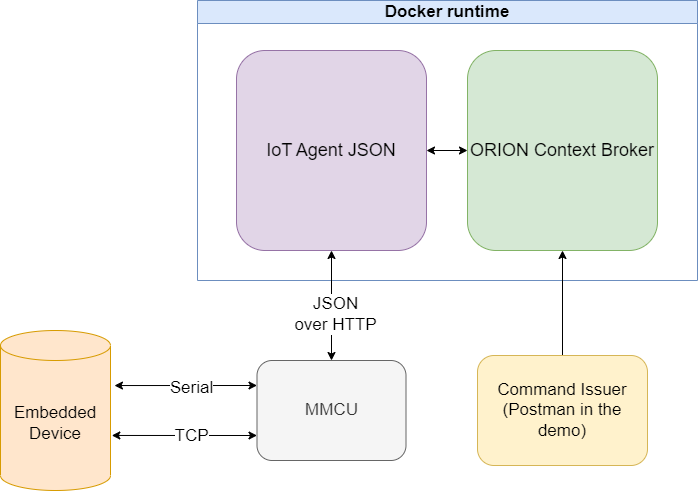 Docker runtime
IoT Agent JSON
ORION Context Broker
JSON
over HTTP
Embedded
Device
Serial
TCP
MMCU
Command Issuer
(Postman in the
demo)